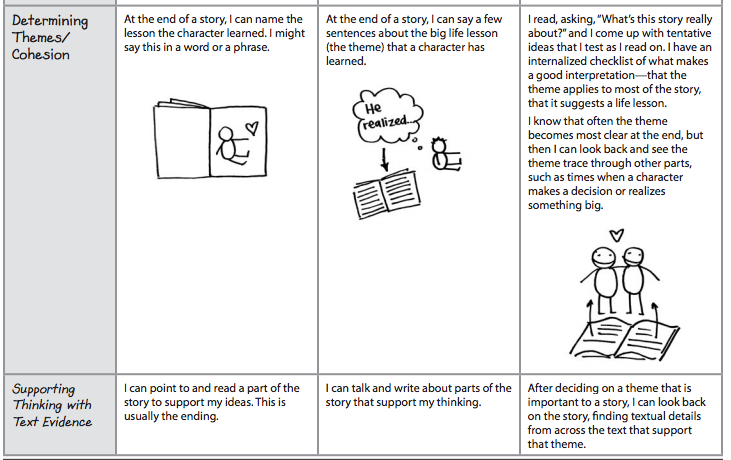 Determining
Themes/
Cohesion
At the end of a story, I can name the
lesson the character learned. I might
say this in a word or a phrase.
At the end of a story, I can say a few
sentences about the big life lesson
(the theme) that a character has
learned.
He
realized...
I read, asking, “What’s this story really
about?” and I come up with tentative
ideas that I test as I read on. I have an
internalized checklist of what makes
a good interpretation—that the
theme applies to most of the story,
that it suggests a life lesson.
I know that often the theme
becomes most clear at the end, but
then I can look back and see the
theme trace through other parts,
such as times when a character
makes a decision or realizes
something big.
Supporting
Thinking with
Text Evidence
I can point to and read a part of the
story to support my ideas. This is
usually the ending.
I can talk and write about parts of the
story that support my thinking.
After deciding on a theme that is
important to a story, I can look back
on the story, finding textual details
from across the text that support
that theme.